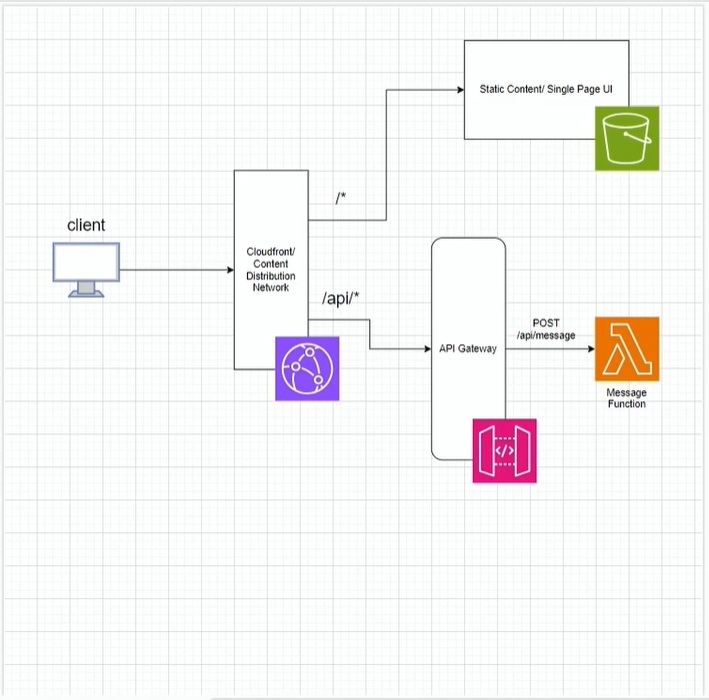 Static Content/ Single Page UI
/*
client
Cloudfront/
Content
Distribution
Network
/api/*
API Gateway
POST
/api/message
Message
Function
</>